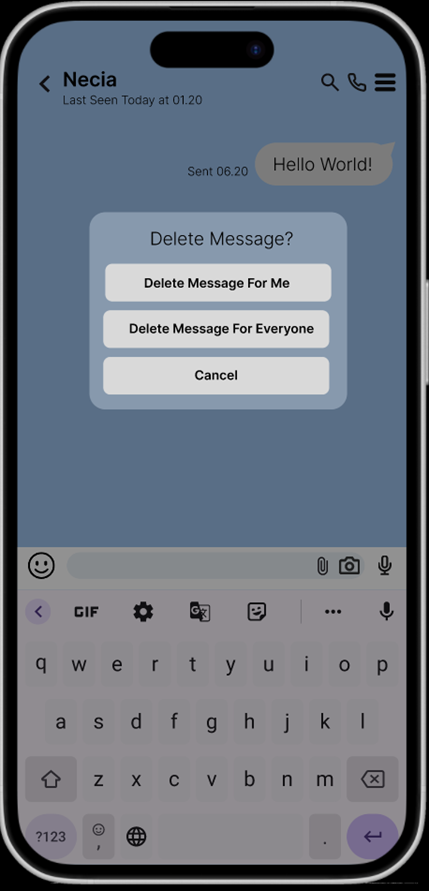 Necia
Last Seen Today at 01.20
Sent 06.20
Hello World!
Delete Message?
Delete Message For Me
Delete Message For Everyone
Cancel
GIF
q w e r t y u i o p
a s d f g h j k l
z x c v b n m
?123 , .